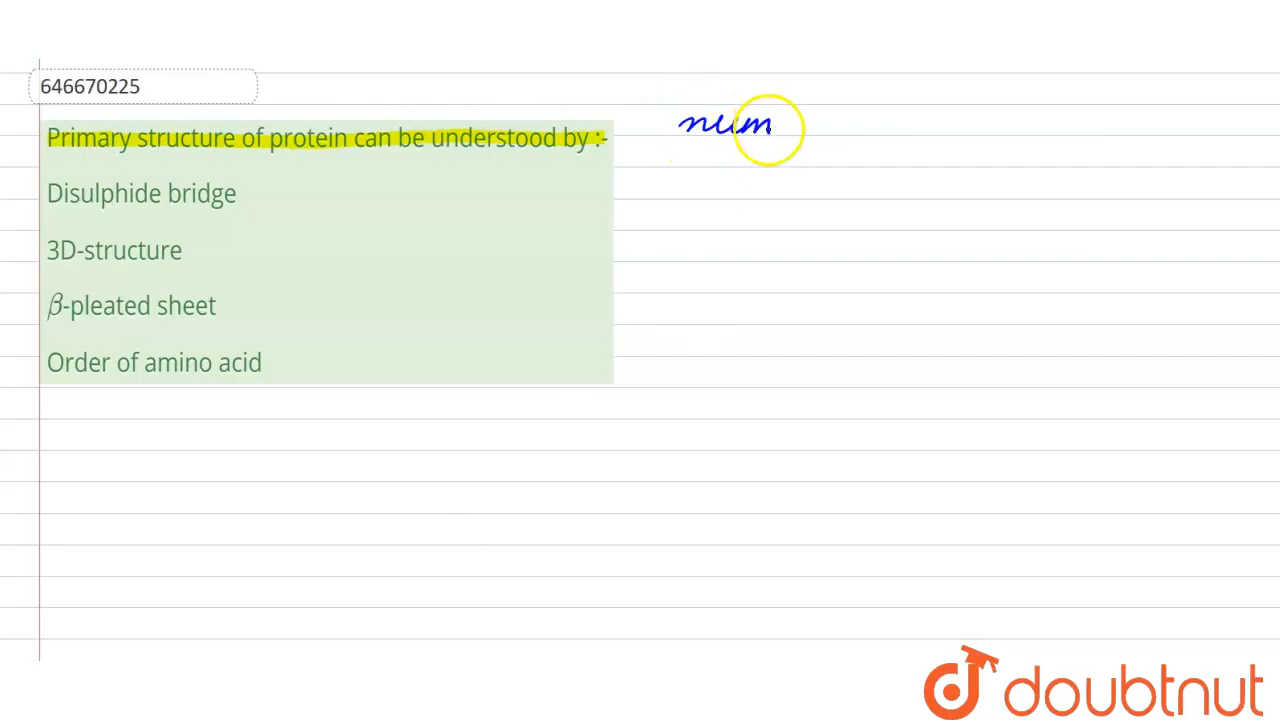 646670225
Primary structure of protein can be understood by :-
num
Disulphide bridge
3D-structure
β-pleated sheet
Order of amino acid
doubtnut